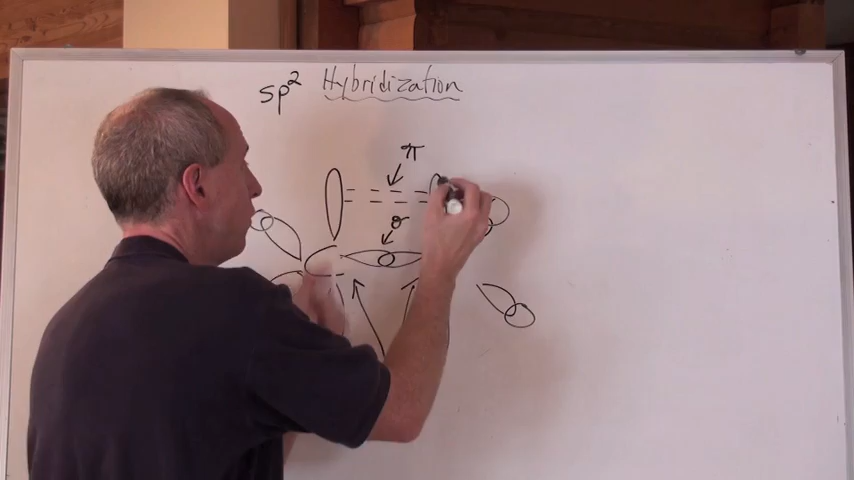 sp² Hybridization
π
σ
C